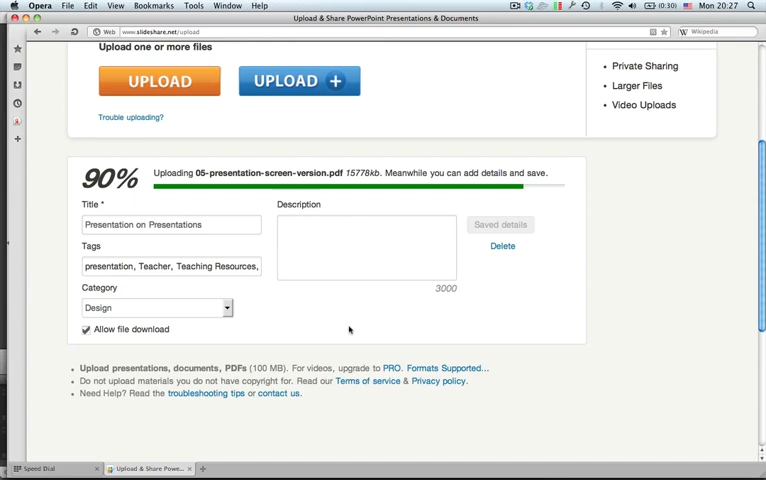 Opera File Edit View Bookmarks Tools Window Help (0:30) Mon 20:27
Upload & Share PowerPoint Presentations & Documents
Web www.slideshare.net/upload Wikipedia
Upload one or more files
UPLOAD UPLOAD +
Trouble uploading?
• Private Sharing
• Larger Files
• Video Uploads
90% Uploading 05-presentation-screen-version.pdf 15778kb. Meanwhile you can add details and save.
Title * Description
Presentation on Presentations Saved details
Tags Delete
presentation, Teacher, Teaching Resources,
Category 3000
Design
Allow file download
• Upload presentations, documents, PDFs (100 MB). For videos, upgrade to PRO. Formats Supported...
• Do not upload materials you do not have copyright for. Read our Terms of service & Privacy policy.
• Need Help? Read the troubleshooting tips or contact us.
Speed Dial × Upload & Share Powe... × +